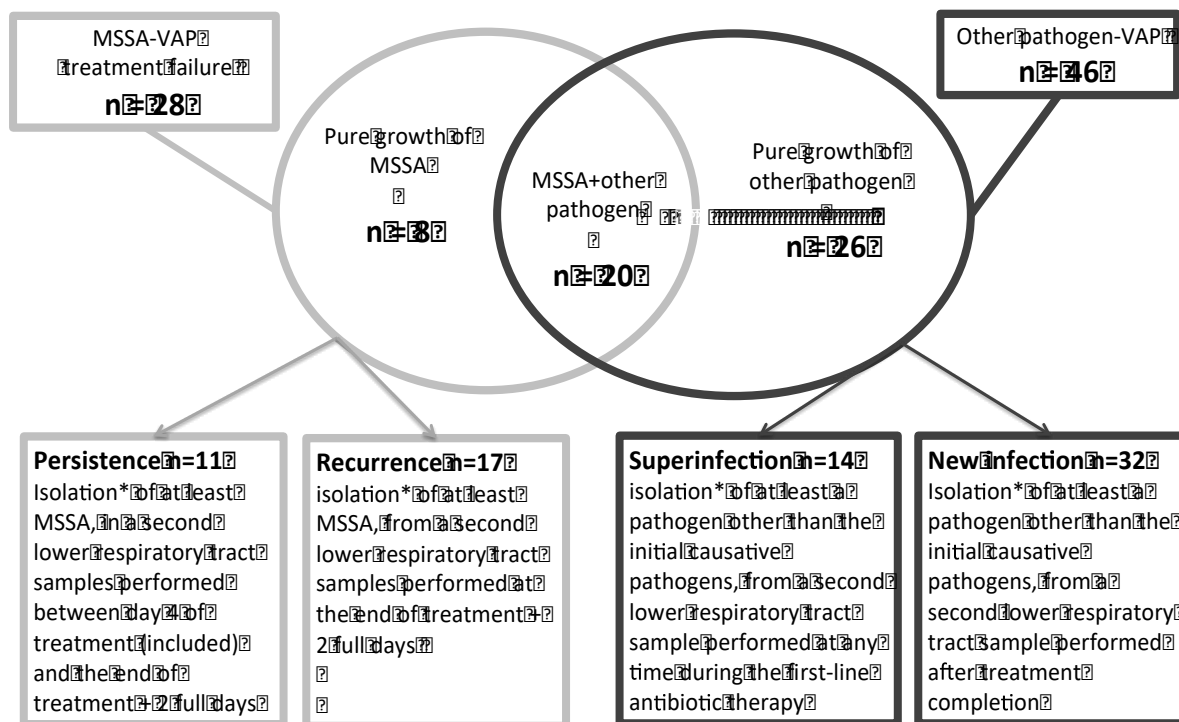 MSSA-VAP
treatment failure
n = 28
Other pathogen-VAP
n = 46
Pure growth of
MSSA
n = 8
MSSA+other
pathogen
n = 20
Pure growth of
other pathogen
n = 26
Persistence n=11
Isolation* of at least
MSSA, in a second
lower respiratory tract
samples performed
between day 4 of
treatment (included)
and the end of
treatment + 2 full days
Recurrence n=17
isolation* of at least
MSSA, from a second
lower respiratory tract
samples performed at
the end of treatment +
2 full days
Superinfection n=14
isolation* of at least a
pathogen other than the
initial causative
pathogens, from a second
lower respiratory tract
sample performed at any
time during the first-line
antibiotic therapy
New infection n=32
Isolation* of at least a
pathogen other than the
initial causative
pathogens, from a
second lower respiratory
tract sample performed
after treatment
completion